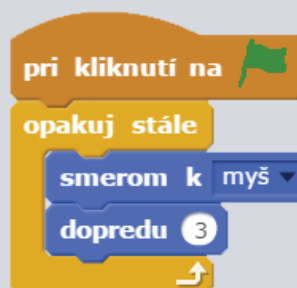 pri kliknutí na
opakuj stále
smerom k myš
dopredu 3